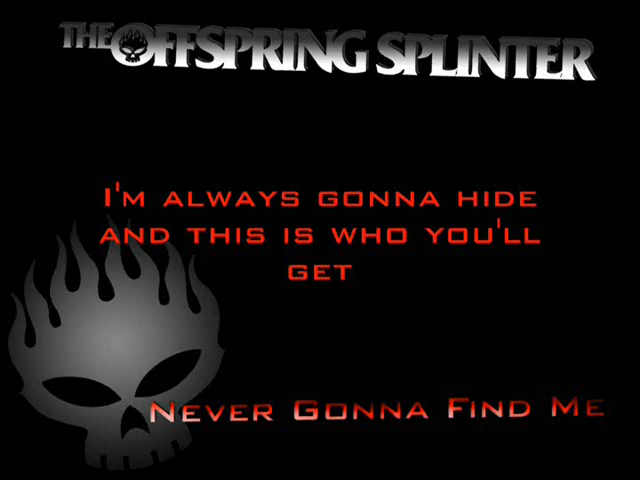 THE OFFSPRING SPLINTER
I'M ALWAYS GONNA HIDE
AND THIS IS WHO YOU'LL
GET
NEVER GONNA FIND ME